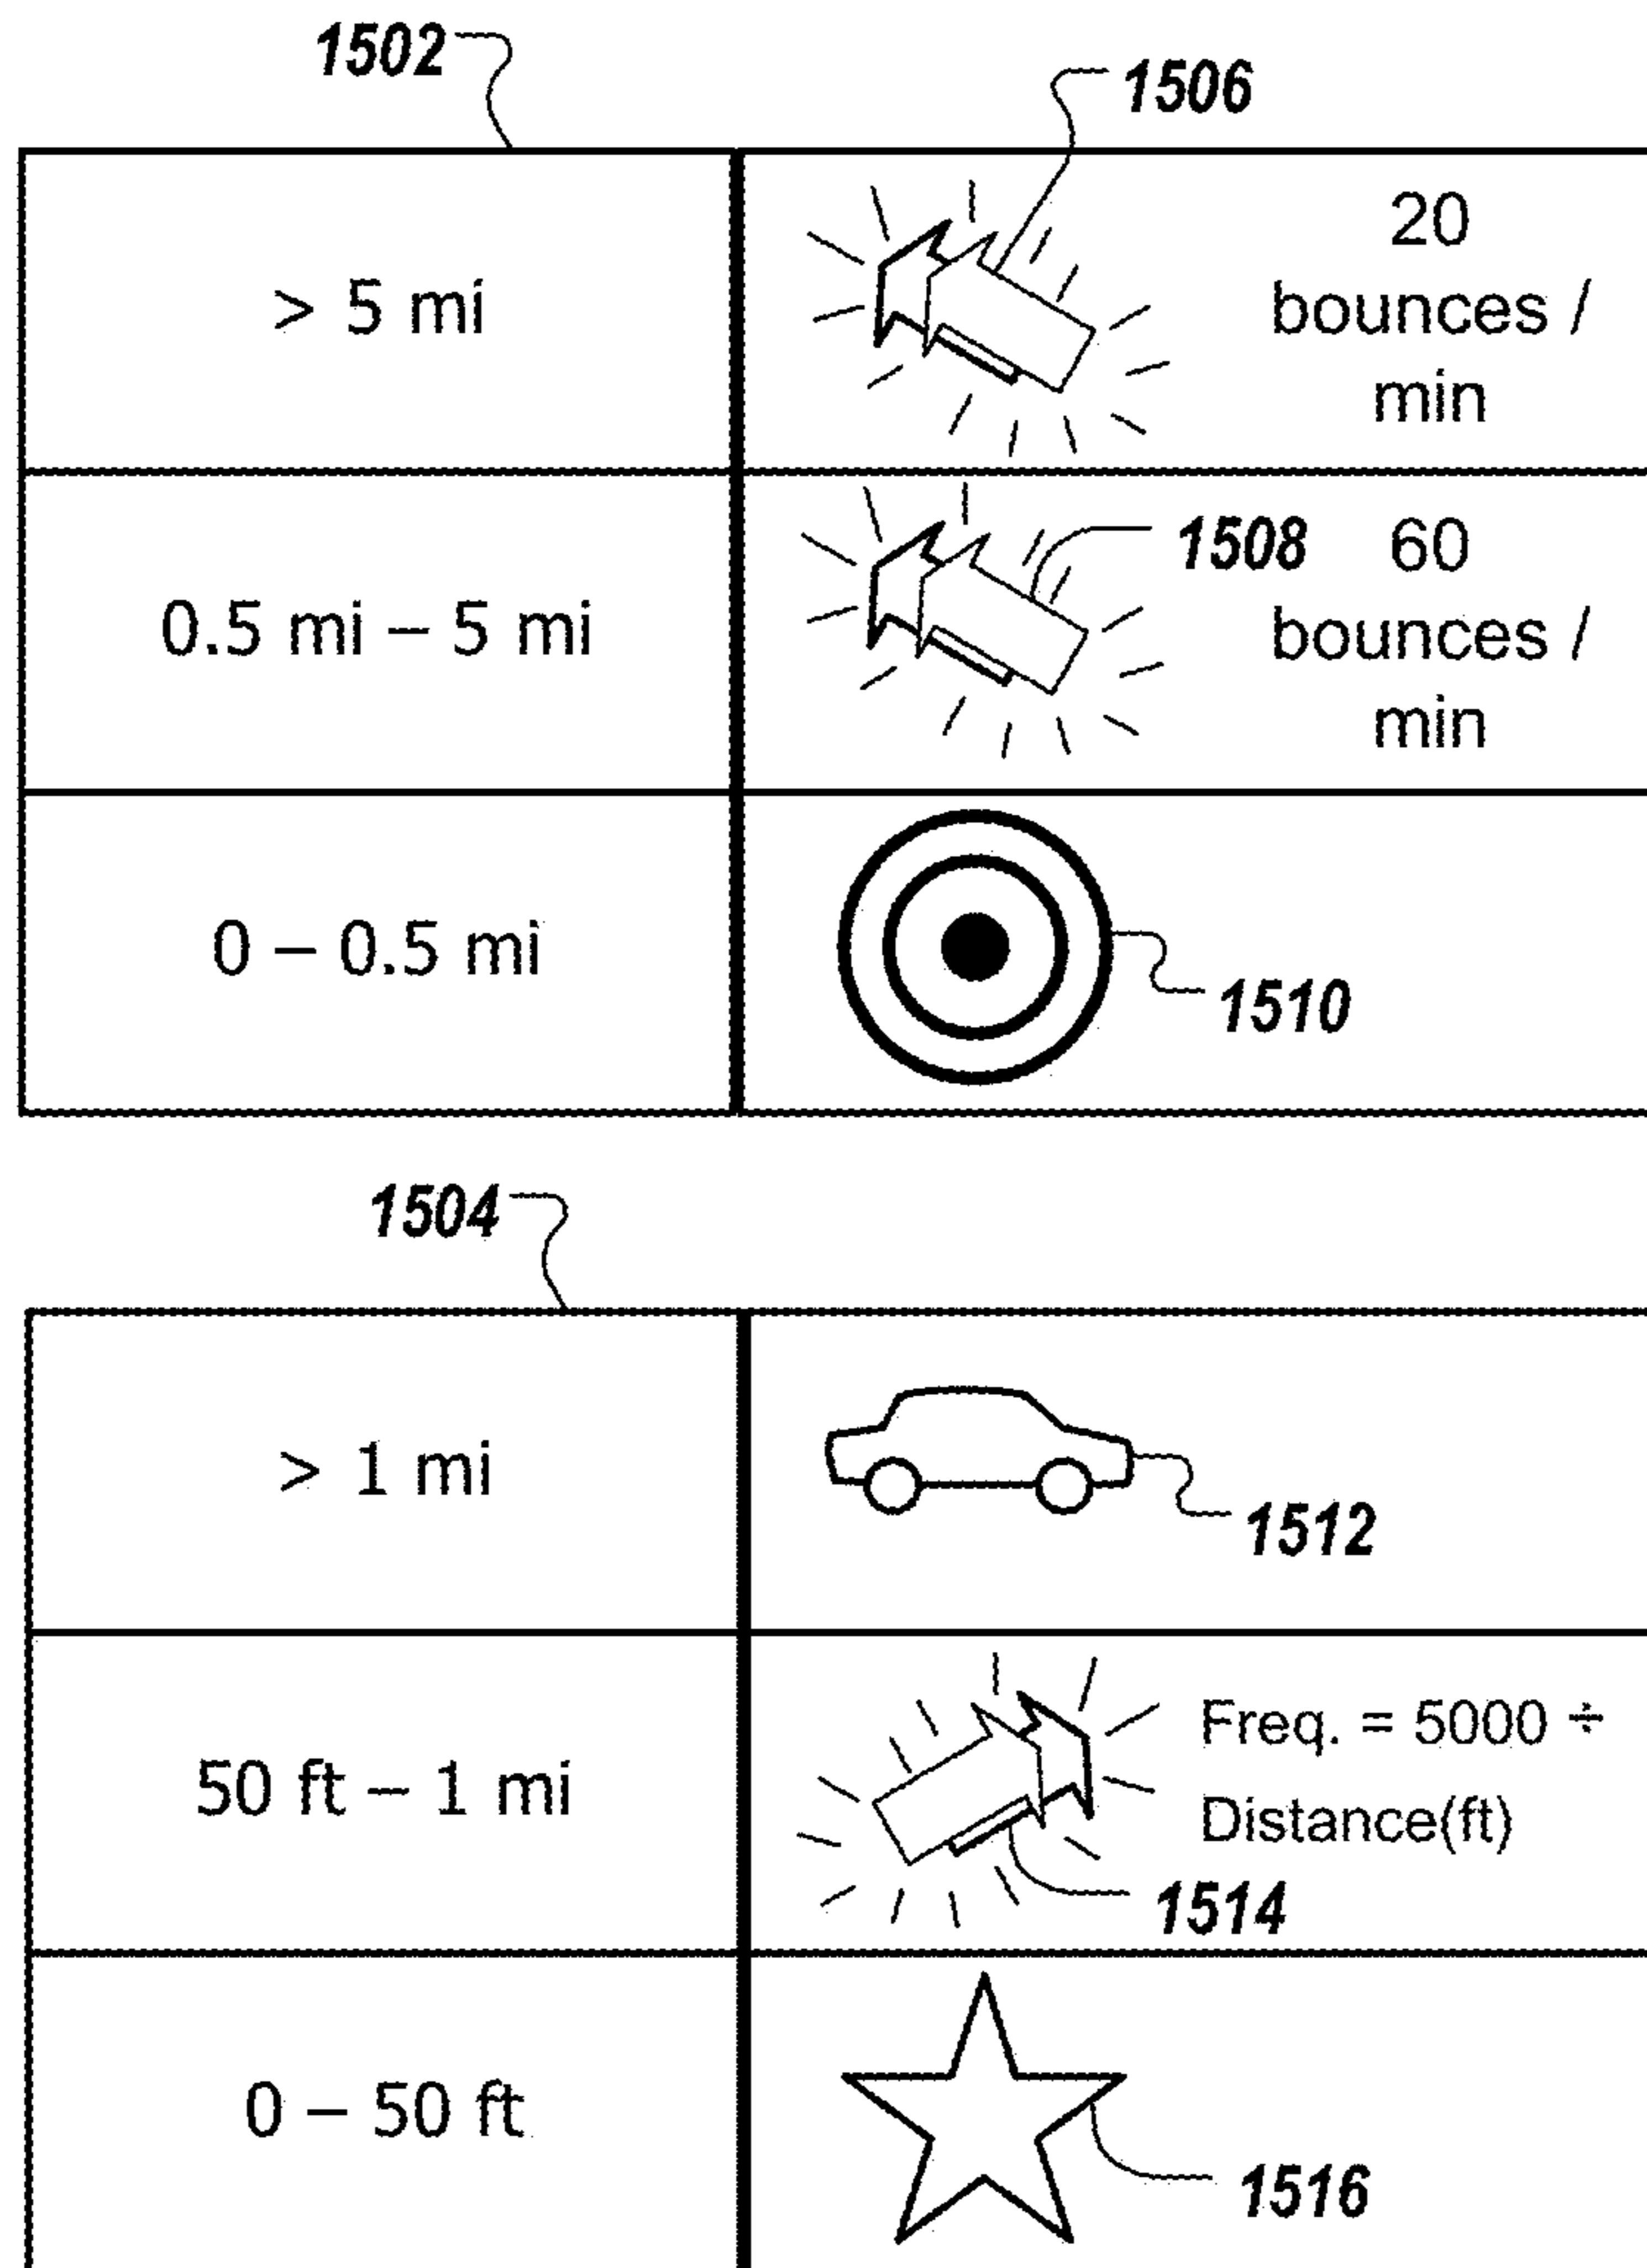 1502
1506
> 5 mi
20
bounces /
min
0.5 mi – 5 mi
1508
60
bounces /
min
0 – 0.5 mi
1510
1504
> 1 mi
1512
50 ft – 1 mi
Freq. = 5000 ÷
Distance(ft)
1514
0 – 50 ft
1516